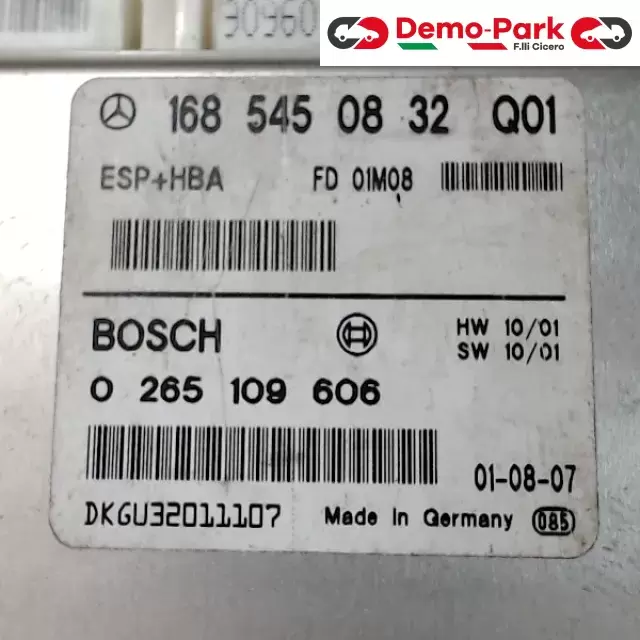 30960
Demo-Park
F.lli Cicero
168 545 08 32 Q01
ESP+HBA FD 01M08
BOSCH HW 10/01
SW 10/01
0 265 109 606
01-08-07
DKGU32011107 Made in Germany 085